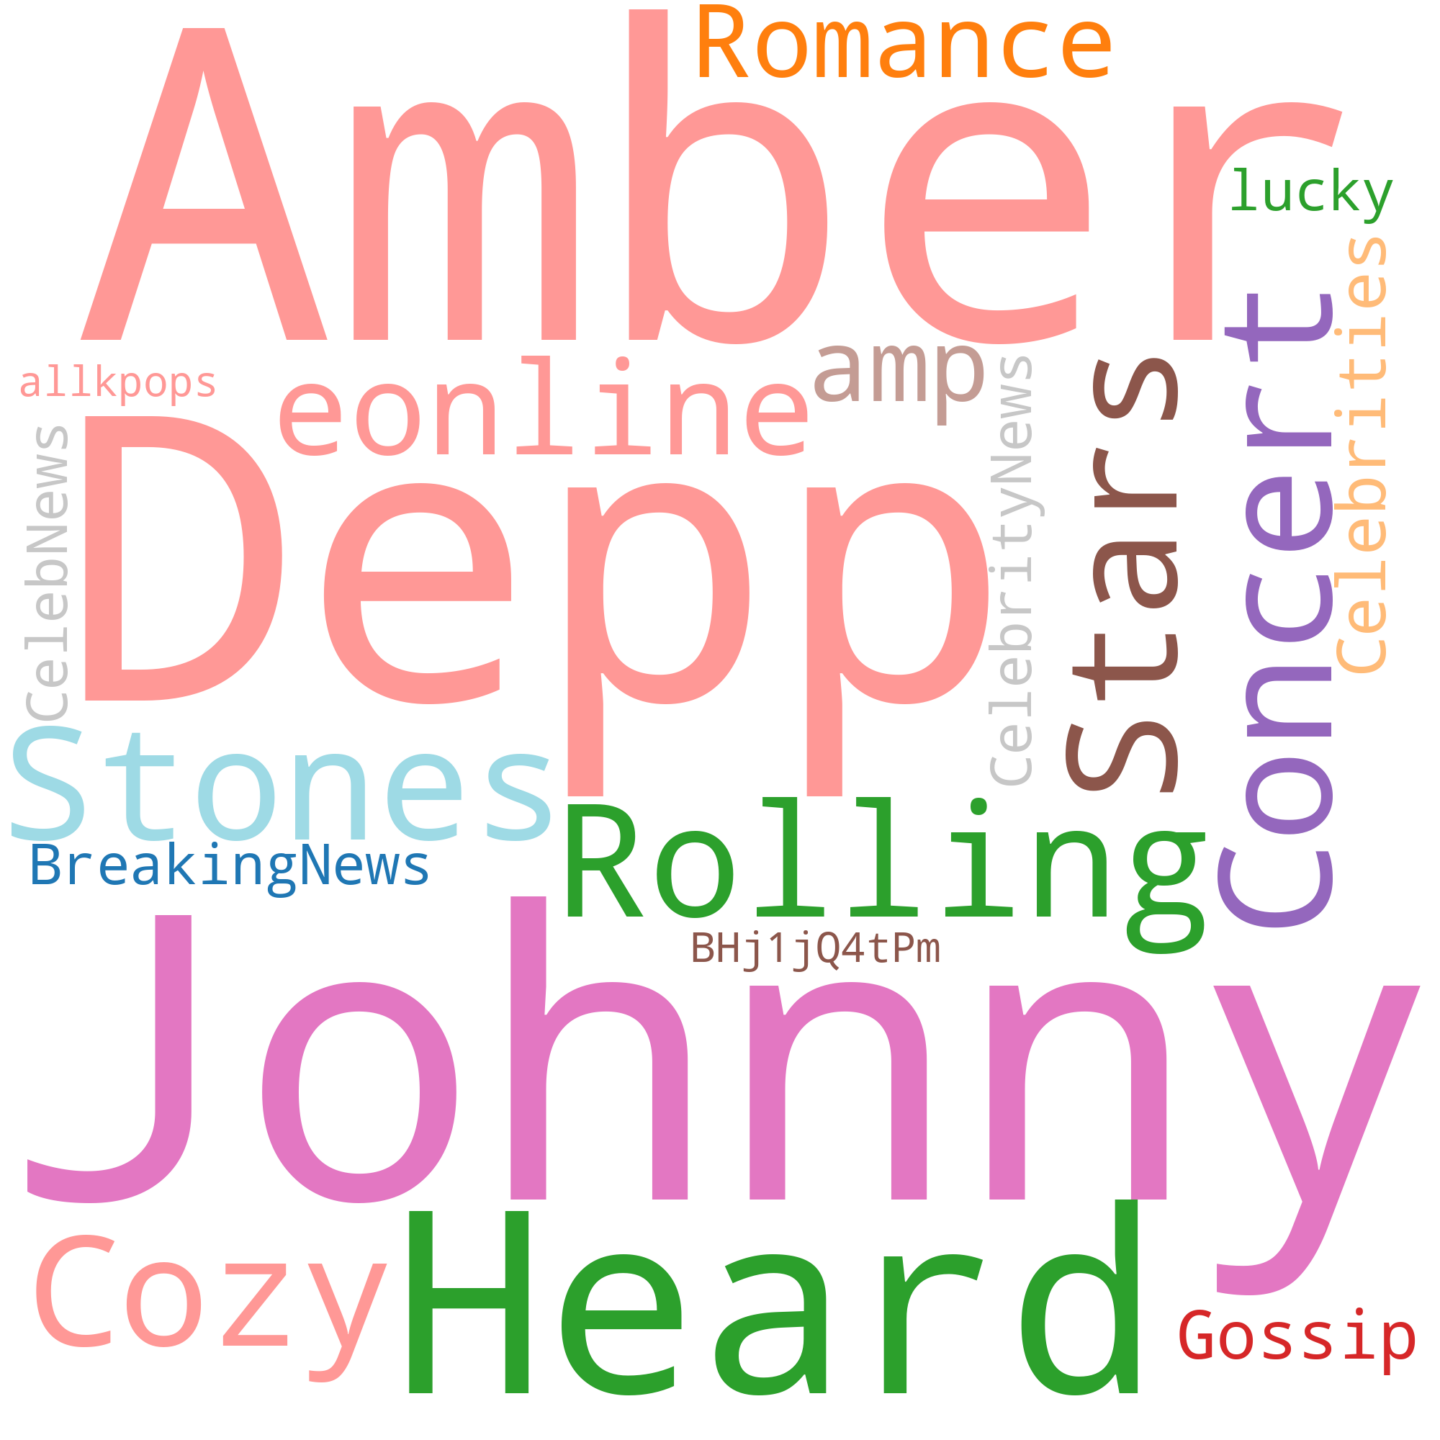 Romance
Amber
lucky
Celebrities
Concert
amp
eonline
allkpops
Stars
CelebrityNews
Depp
CelebNews
Stones
Rolling
BreakingNews
BHj1jQ4tPm
Johnny
Heard
Cozy
Gossip